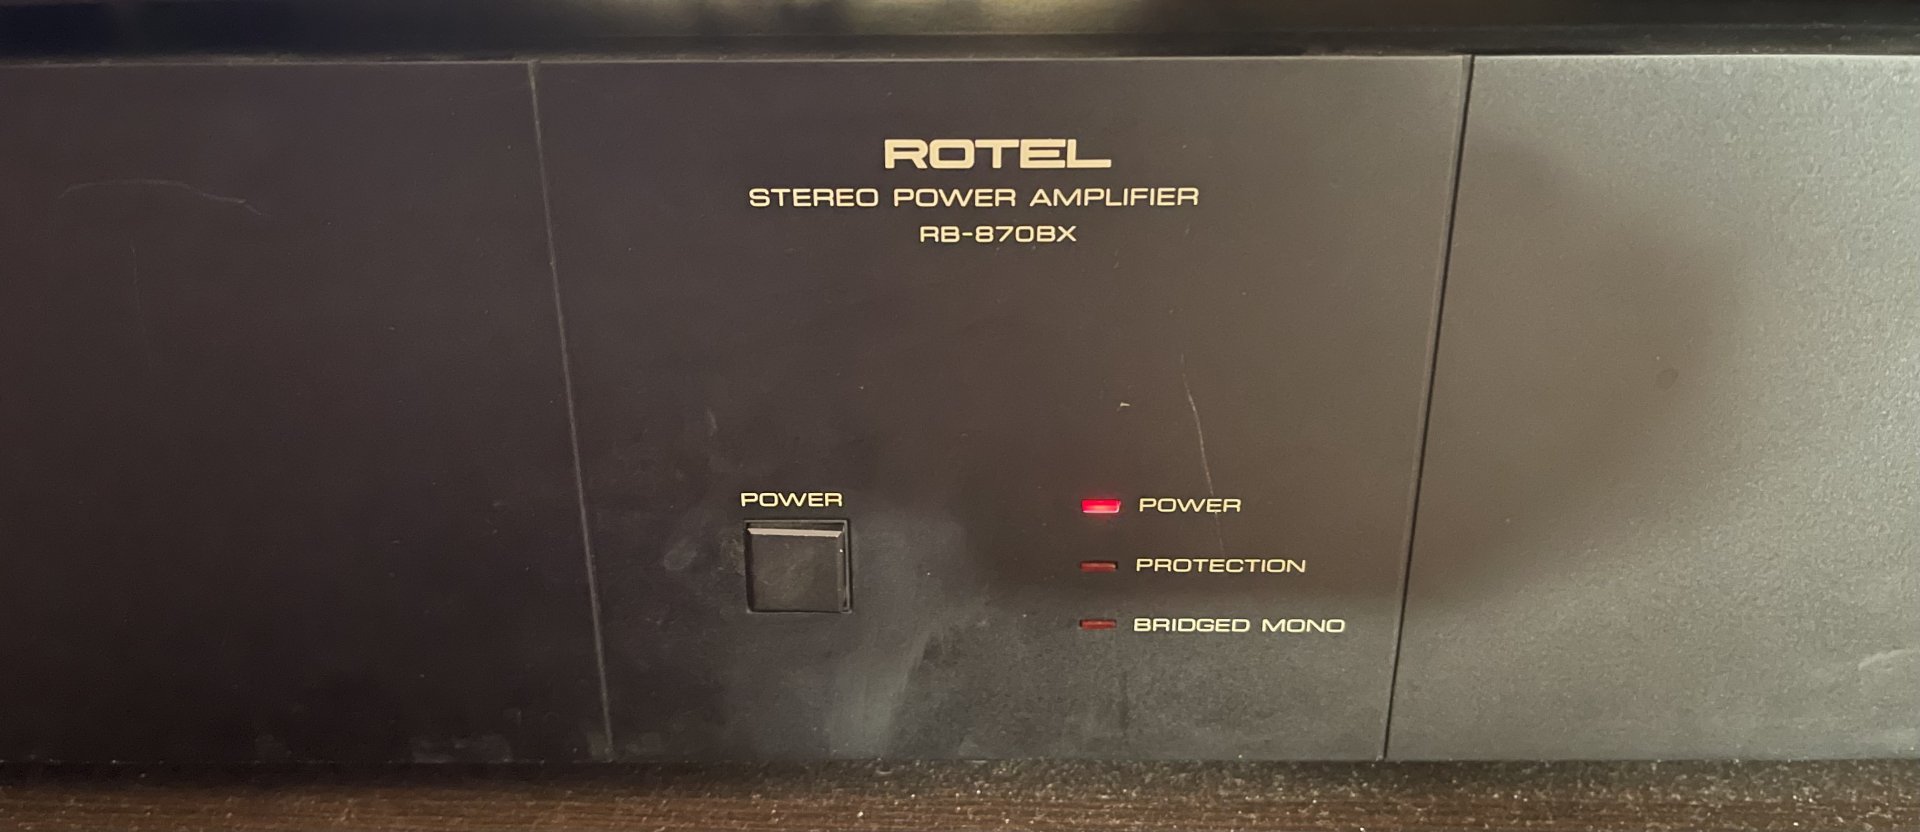 ROTEL
STEREO POWER AMPLIFIER
RB-870BX
POWER
POWER
PROTECTION
BRIDGED MONO